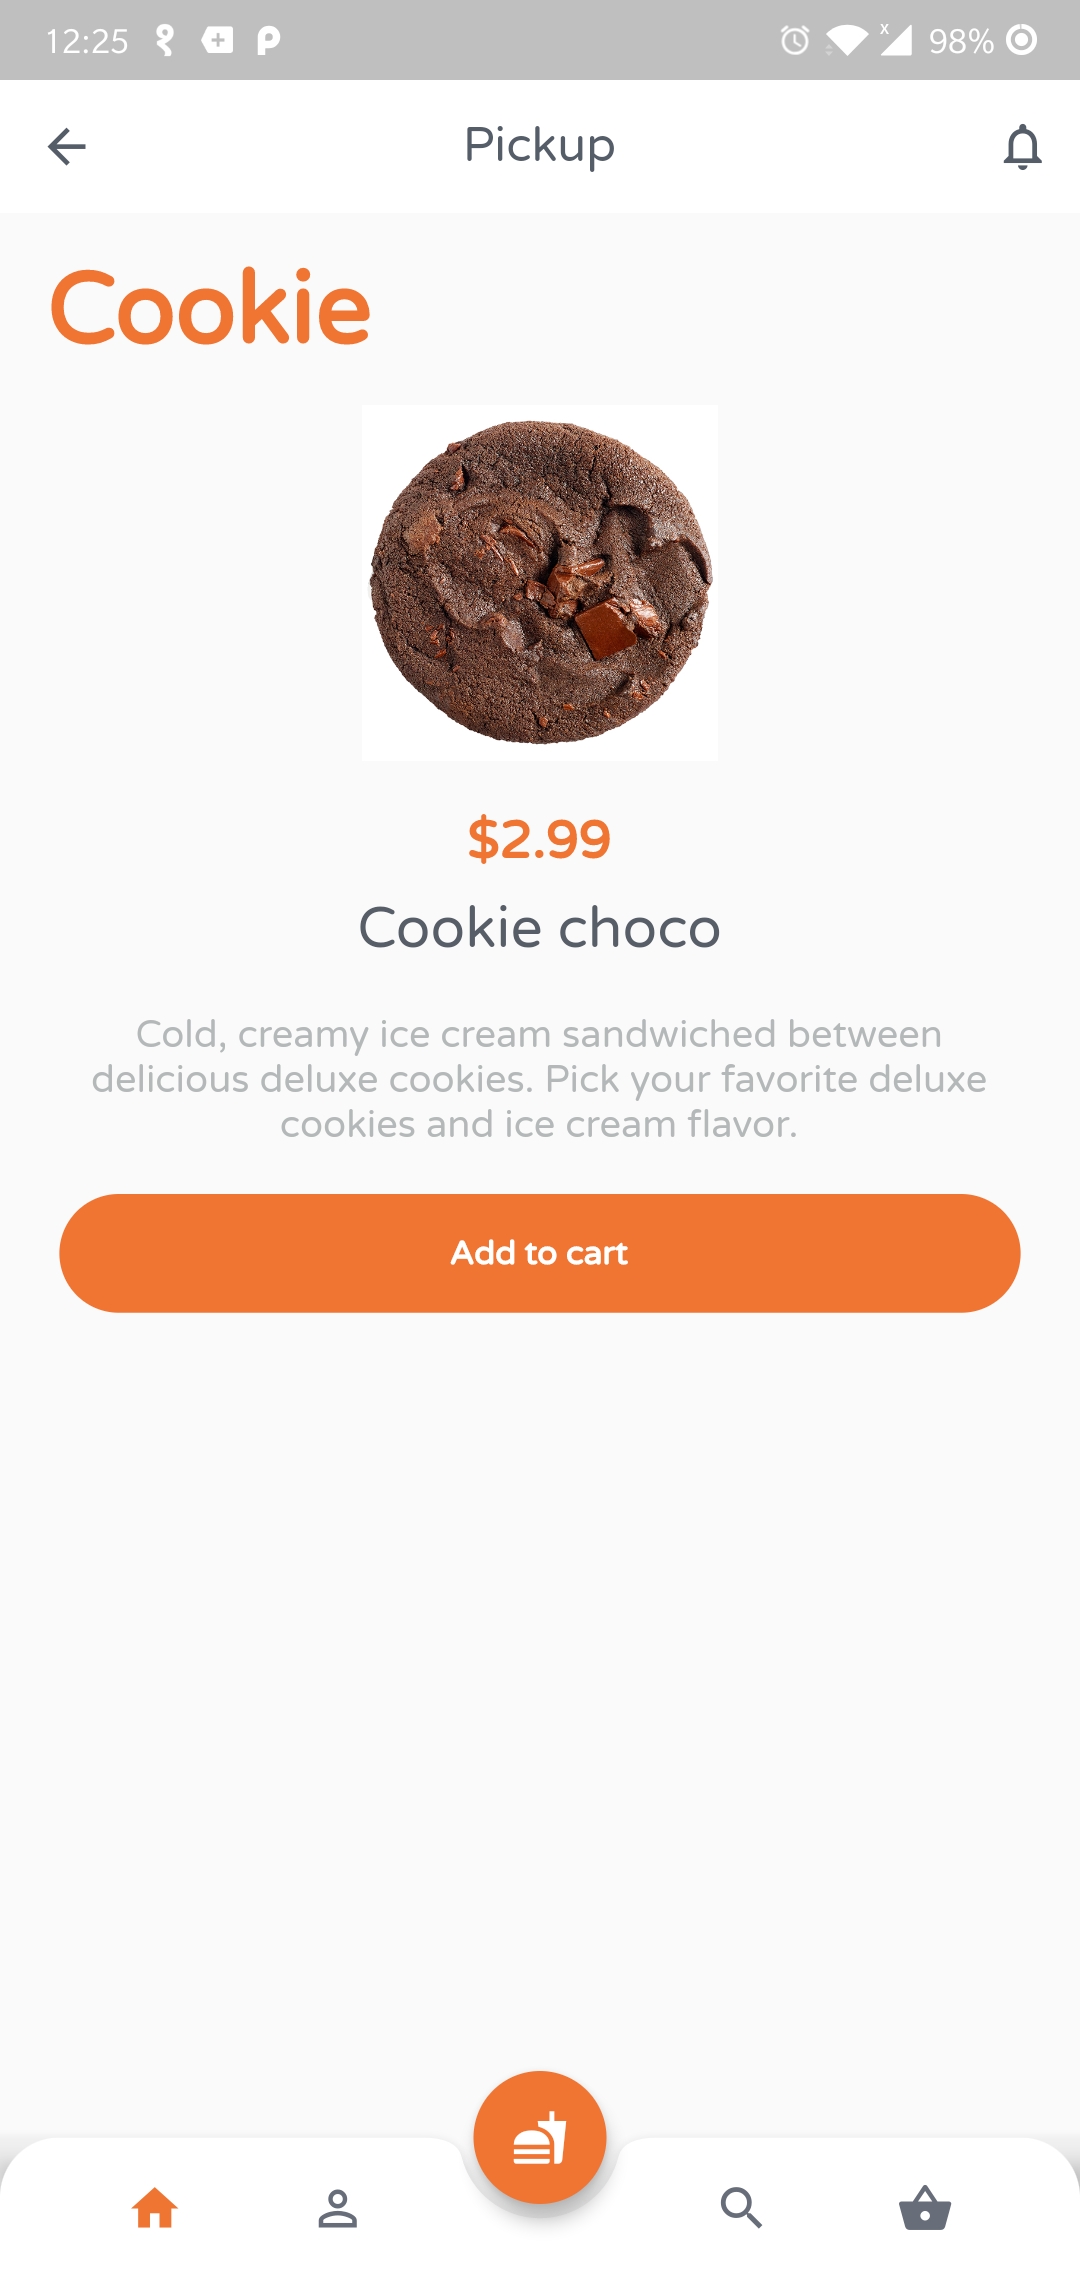 12:25
98%
Pickup
Cookie
$2.99
Cookie choco
Cold, creamy ice cream sandwiched between
delicious deluxe cookies. Pick your favorite deluxe
cookies and ice cream flavor.
Add to cart